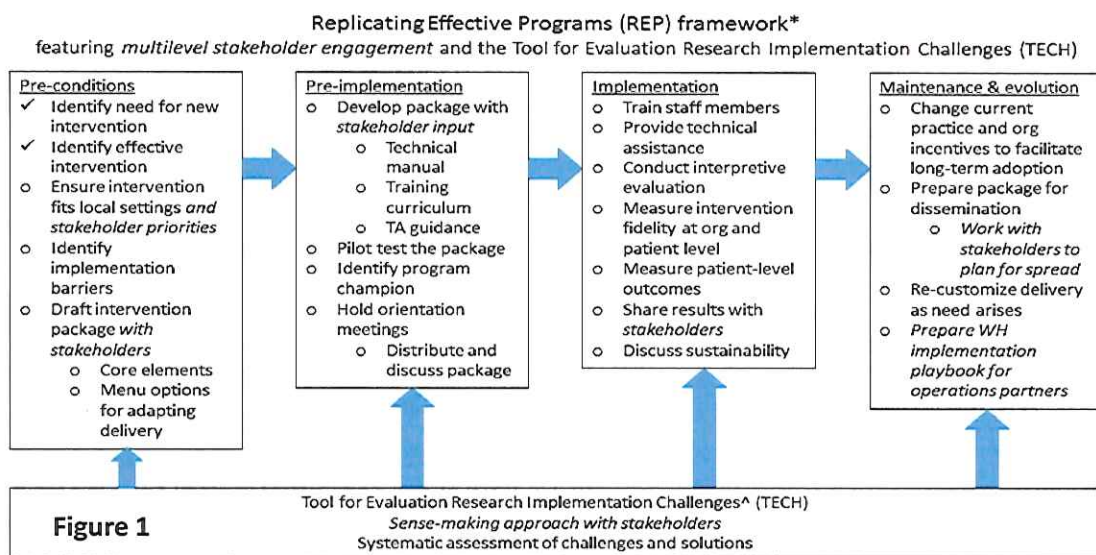 Replicating Effective Programs (REP) framework*
featuring multilevel stakeholder engagement and the Tool for Evaluation Research Implementation Challenges (TECH)
Pre-conditions
✓ Identify need for new
intervention
✓ Identify effective
intervention
o Ensure intervention
fits local settings and
stakeholder priorities
o Identify
implementation
barriers
o Draft intervention
package with
stakeholders
o Core elements
o Menu options
for adapting
delivery
Pre-implementation
o Develop package with
stakeholder input
o Technical
manual
o Training
curriculum
o TA guidance
o Pilot test the package
o Identify program
champion
o Hold orientation
meetings
o Distribute and
discuss package
Implementation
o Train staff members
o Provide technical
assistance
o Conduct interpretive
evaluation
o Measure intervention
fidelity at org and
patient level
o Measure patient-level
outcomes
o Share results with
stakeholders
o Discuss sustainability
Maintenance & evolution
o Change current
practice and org
incentives to facilitate
long-term adoption
o Prepare package for
dissemination
o Work with
stakeholders to
plan for spread
o Re-customize delivery
as need arises
o Prepare WH
implementation
playbook for
operations partners
Figure 1
Tool for Evaluation Research Implementation Challenges^ (TECH)
Sense-making approach with stakeholders
Systematic assessment of challenges and solutions